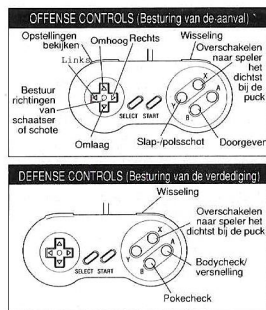 OFFENSE CONTROLS (Besturing van de-aanval)
Opstellingen
bekijken
Omhoog
Rechts
Links
Wisseling
Overschakelen
naar speler
het
dichtst
bij de
puck
Bestuur
richtingen
van
schaatser
of schote
Omlaag
SELECT START
X
Y
A
B
Slap-/polsschot
Doorgeven
DEFENSE CONTROLS (Besturing van de verdediging)
Wisseling
Overschakelen
naar speler het
dichtst bij de puck
SELECT START
X
Y
A
B
Bodycheck/
versnelling
Pokecheck